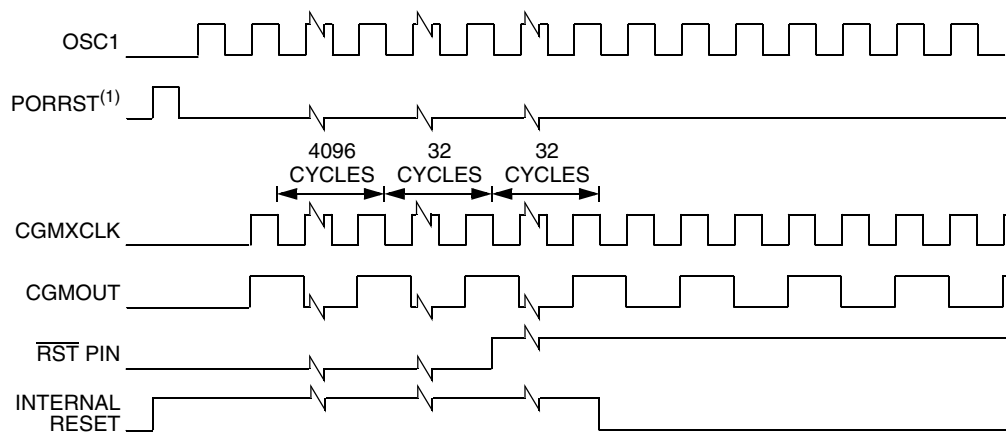 OSC1
PORRST(1)
4096 32 32
CYCLES CYCLES CYCLES
CGMXCLK
CGMOUT
RST PIN
INTERNAL
RESET